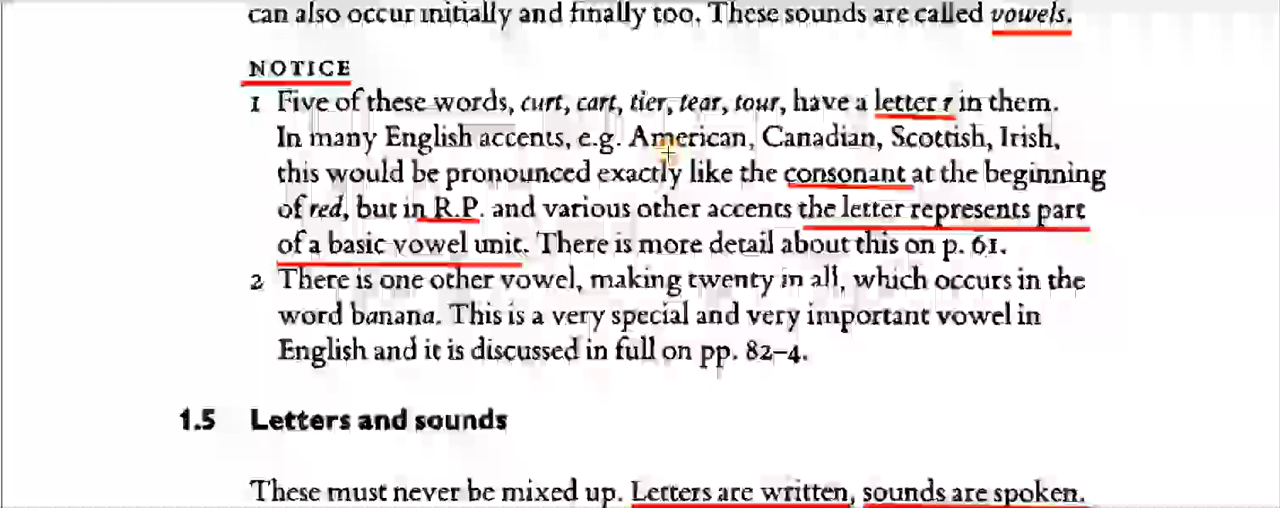 can also occur initially and finally too. These sounds are called vowels.
NOTICE
1 Five of these words, curt, cart, tier, tear, tour, have a letter r in them.
In many English accents, e.g. American, Canadian, Scottish, Irish,
this would be pronounced exactly like the consonant at the beginning
of red, but in R.P. and various other accents the letter represents part
of a basic vowel unit. There is more detail about this on p. 61.
2 There is one other vowel, making twenty in all, which occurs in the
word banana. This is a very special and very important vowel in
English and it is discussed in full on pp. 82–4.
1.5 Letters and sounds
These must never be mixed up. Letters are written, sounds are spoken.